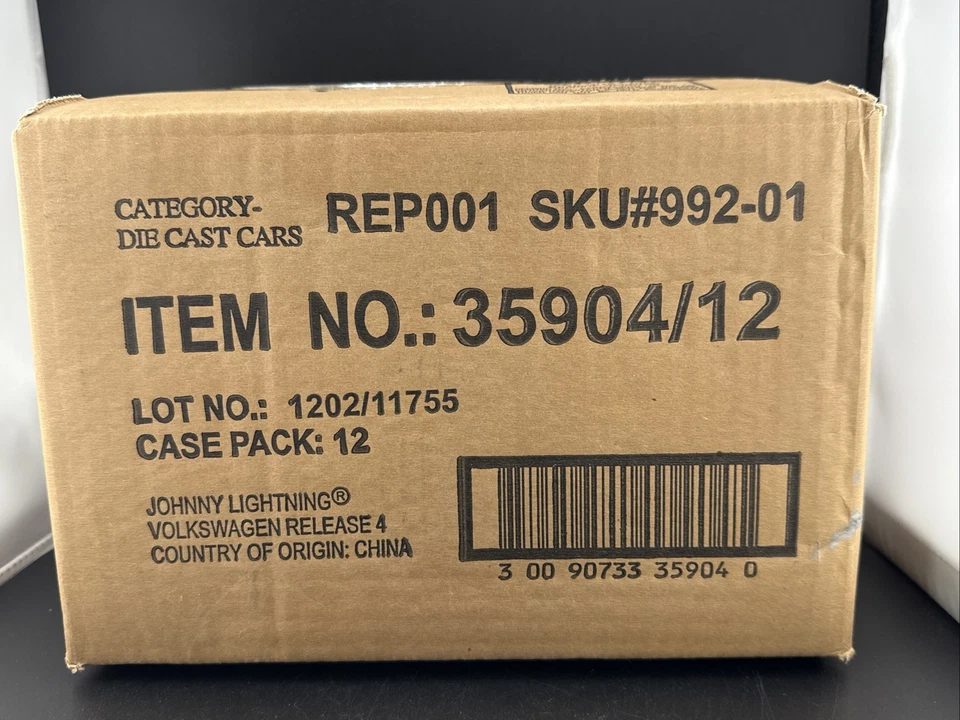 CATEGORY-
DIE CAST CARS
REP001 SKU#992-01
ITEM NO.: 35904/12
LOT NO.: 1202/11755
CASE PACK: 12
JOHNNY LIGHTNING®
VOLKSWAGEN RELEASE 4
COUNTRY OF ORIGIN: CHINA
3 00 90733 35904 0